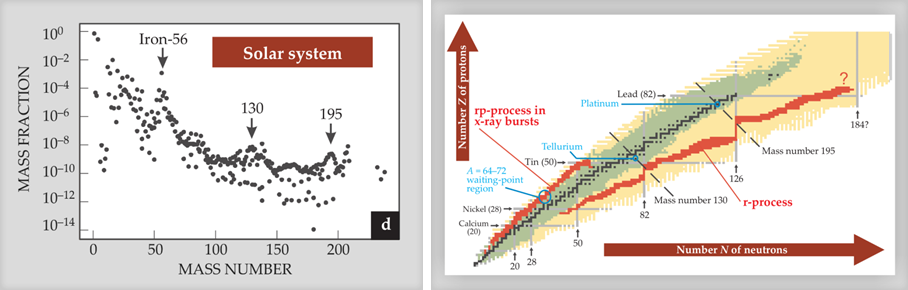 Solar system
Iron-56
130
195
10^0
10^-2
10^-4
10^-6
10^-8
10^-10
10^-12
10^-14
MASS FRACTION
0
50
100
150
200
MASS NUMBER
d
Number Z of protons
rp-process in
x-ray bursts
Lead (82)
Platinum
Tellurium
Tin (50)
A = 64–72
waiting-point
region
Nickel (28)
Calcium
(20)
?
184?
Mass number 195
126
Mass number 130
r-process
82
50
20
28
Number N of neutrons